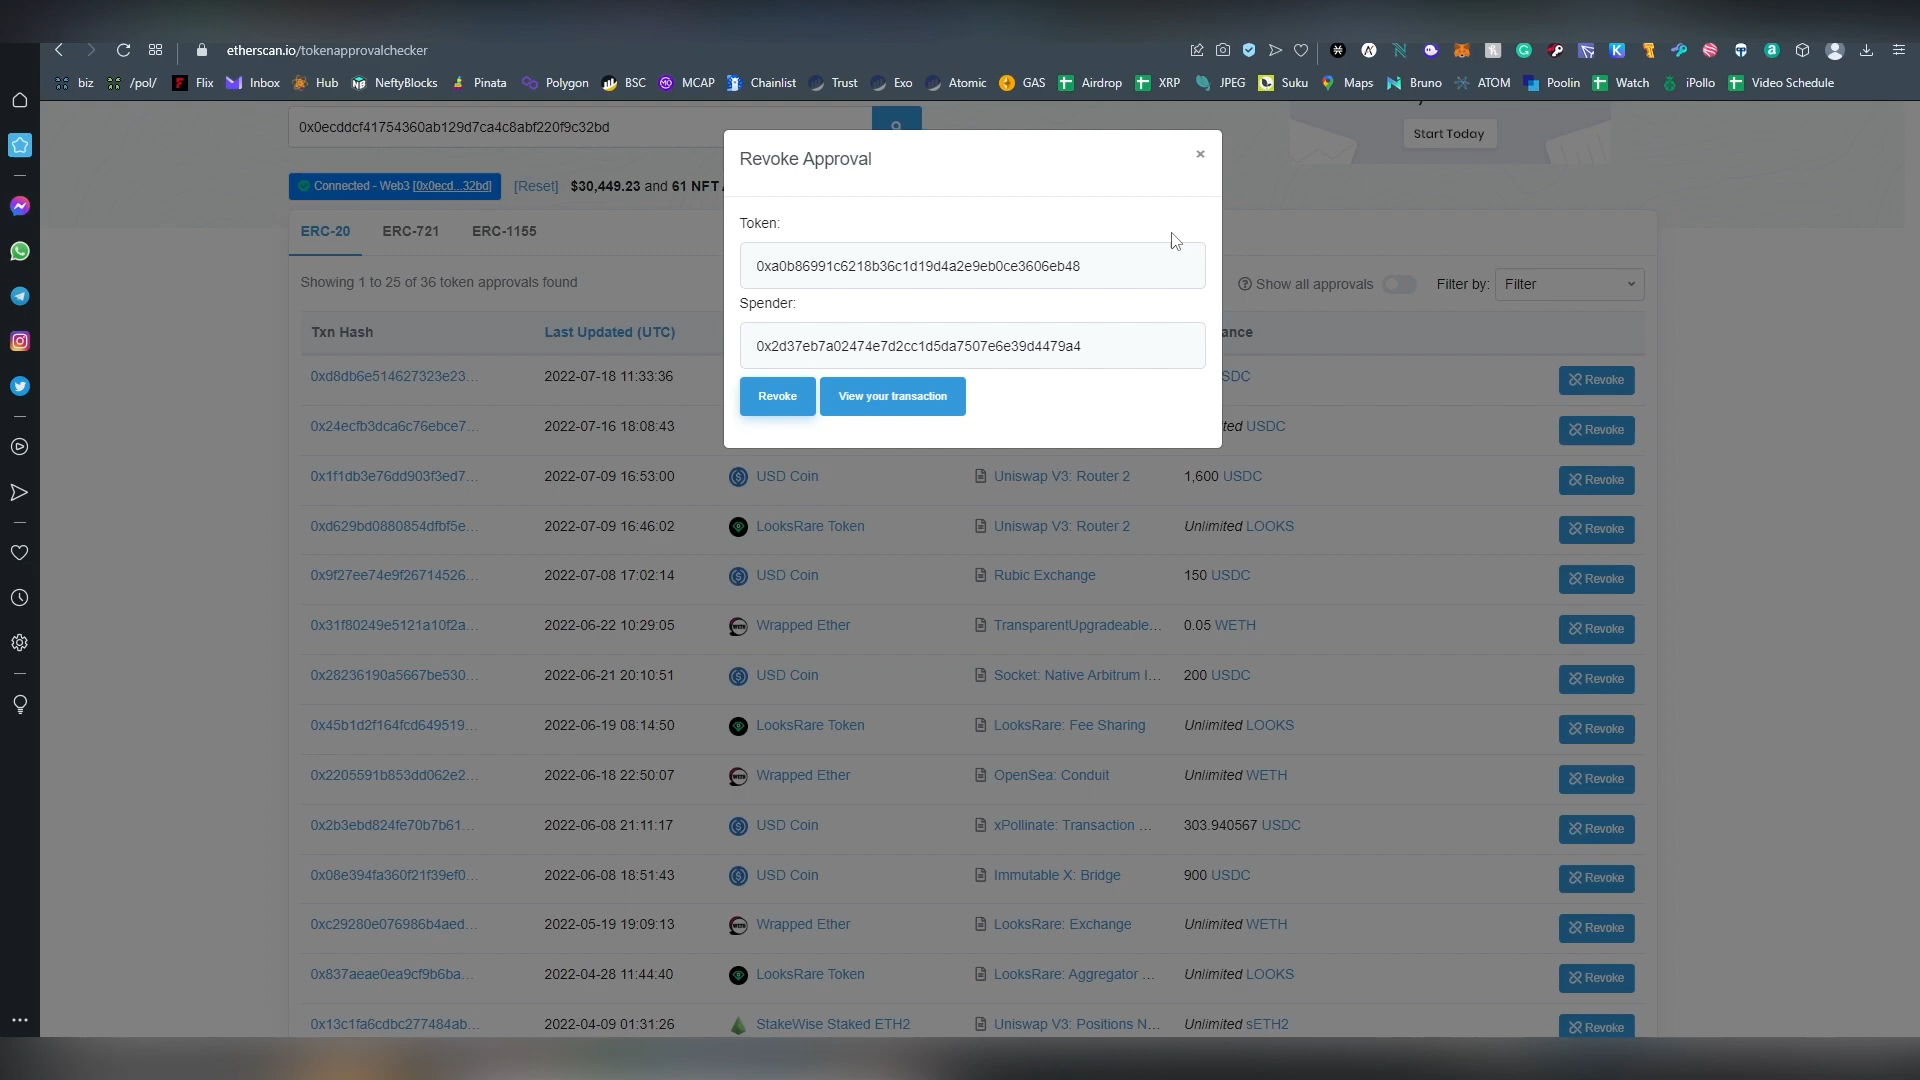 etherscan.io/tokenapprovalchecker
biz /pol/ Flix Inbox Hub NeftyBlocks Pinata Polygon BSC MCAP Chainlist Trust Exo Atomic GAS Airdrop XRP JPEG Suku Maps Bruno ATOM Poolin Watch iPollo Video Schedule
0x0ecddcf41754360ab129d7ca4c8abf220f9c32bd
Start Today
Connected - Web3 [0x0ecd...32bd] [Reset] $30,449.23 and 61 NFT
ERC-20 ERC-721 ERC-1155
Showing 1 to 25 of 36 token approvals found
Show all approvals Filter by: Filter
Revoke Approval
×
Token:
0xa0b86991c6218b36c1d19d4a2e9eb0ce3606eb48
Spender:
0x2d37eb7a02474e7d2cc1d5da7507e6e39d4479a4
Revoke View your transaction
Txn Hash Last Updated (UTC)
0xd8db6e514627323e23... 2022-07-18 11:33:36 Revoke
0x24ecfb3dca6c76ebce7... 2022-07-16 18:08:43 USDC Revoke
0x1f1db3e76dd903f3ed7... 2022-07-09 16:53:00 USD Coin Uniswap V3: Router 2 1,600 USDC Revoke
0xd629bd0880854dfbf5e... 2022-07-09 16:46:02 LooksRare Token Uniswap V3: Router 2 Unlimited LOOKS Revoke
0x9f27ee74e9f26714526... 2022-07-08 17:02:14 USD Coin Rubic Exchange 150 USDC Revoke
0x31f80249e5121a10f2a... 2022-06-22 10:29:05 Wrapped Ether TransparentUpgradeable... 0.05 WETH Revoke
0x28236190a5667be530... 2022-06-21 20:10:51 USD Coin Socket: Native Arbitrum I... 200 USDC Revoke
0x45b1d2f164fcd649519... 2022-06-19 08:14:50 LooksRare Token LooksRare: Fee Sharing Unlimited LOOKS Revoke
0x2205591b853dd062e2... 2022-06-18 22:50:07 Wrapped Ether OpenSea: Conduit Unlimited WETH Revoke
0x2b3ebd824fe70b7b61... 2022-06-08 21:11:17 USD Coin xPollinate: Transaction ... 303.940567 USDC Revoke
0x08e394fa360f21f39ef0... 2022-06-08 18:51:43 USD Coin Immutable X: Bridge 900 USDC Revoke
0xc29280e076986b4aed... 2022-05-19 19:09:13 Wrapped Ether LooksRare: Exchange Unlimited WETH Revoke
0x837aeae0ea9cf9b6ba... 2022-04-28 11:44:40 LooksRare Token LooksRare: Aggregator ... Unlimited LOOKS Revoke
0x13c1fa6cdbc277484ab... 2022-04-09 01:31:26 StakeWise Staked ETH2 Uniswap V3: Positions N... Unlimited sETH2 Revoke